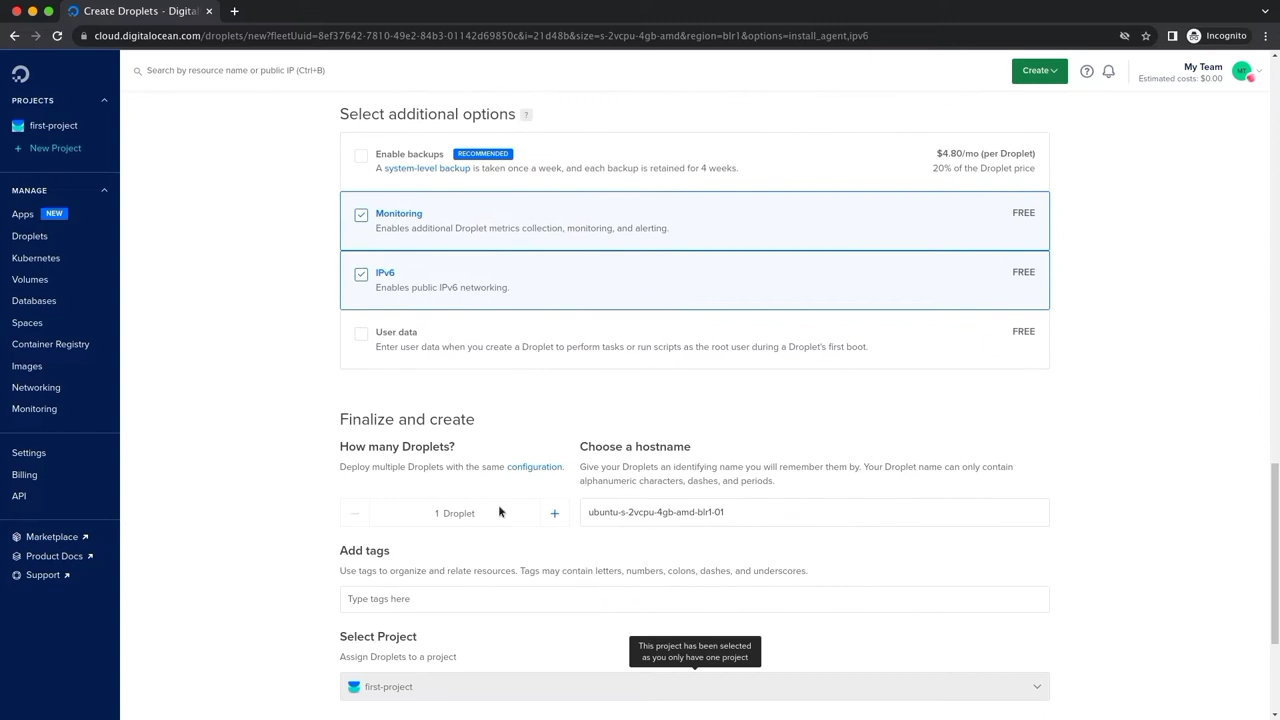 Create Droplets - Digital
cloud.digitalocean.com/droplets/new?fleetUuid=8ef37642-7810-49e2-84b3-01142d69850c&i=21d48b&size=s-2vcpu-4gb-amd&region=blr1&options=install_agent,ipv6
Incognito
PROJECTS
first-project
+ New Project
MANAGE
Apps NEW
Droplets
Kubernetes
Volumes
Databases
Spaces
Container Registry
Images
Networking
Monitoring
Settings
Billing
API
Marketplace
Product Docs
Support
Search by resource name or public IP (Ctrl+B)
Create
My Team
Estimated costs: $0.00
MT
Select additional options ?
Enable backups RECOMMENDED
$4.80/mo (per Droplet)
A system-level backup is taken once a week, and each backup is retained for 4 weeks.
20% of the Droplet price
Monitoring
FREE
Enables additional Droplet metrics collection, monitoring, and alerting.
IPv6
FREE
Enables public IPv6 networking.
User data
FREE
Enter user data when you create a Droplet to perform tasks or run scripts as the root user during a Droplet's first boot.
Finalize and create
How many Droplets?
Deploy multiple Droplets with the same configuration.
1 Droplet
Choose a hostname
Give your Droplets an identifying name you will remember them by. Your Droplet name can only contain
alphanumeric characters, dashes, and periods.
ubuntu-s-2vcpu-4gb-amd-blr1-01
Add tags
Use tags to organize and relate resources. Tags may contain letters, numbers, colons, dashes, and underscores.
Type tags here
Select Project
Assign Droplets to a project
This project has been selected
as you only have one project
first-project